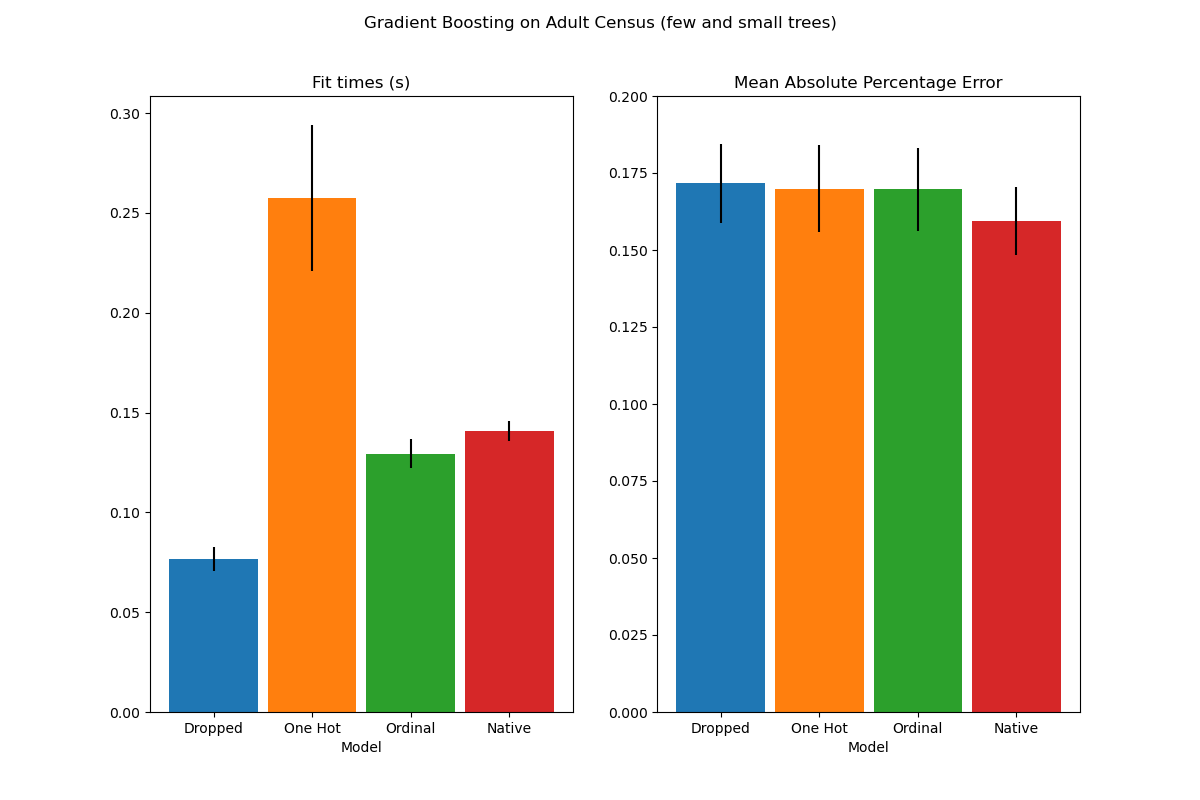 Gradient Boosting on Adult Census (few and small trees)
Fit times (s)
0.30
0.25
0.20
0.15
0.10
0.05
0.00
Dropped One Hot Ordinal Native
Model
Mean Absolute Percentage Error
0.200
0.175
0.150
0.125
0.100
0.075
0.050
0.025
0.000
Dropped One Hot Ordinal Native
Model